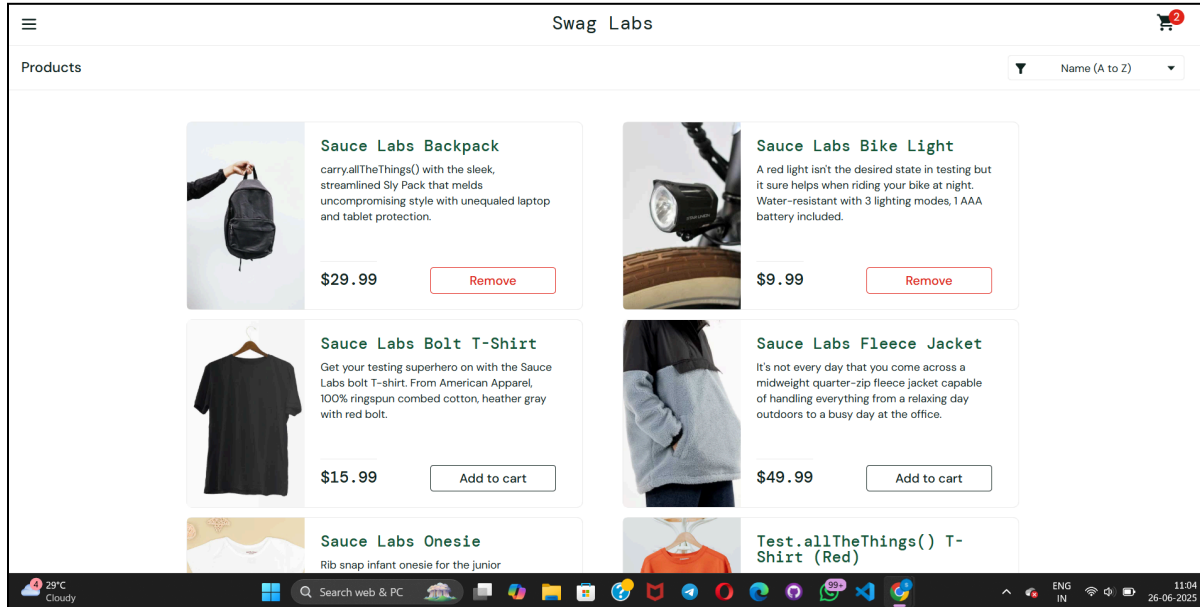 Swag Labs
2
Products
Name (A to Z)
Sauce Labs Backpack
carry.allTheThings() with the sleek,
streamlined Sly Pack that melds
uncompromising style with unequaled laptop
and tablet protection.
$29.99
Remove
Sauce Labs Bike Light
A red light isn't the desired state in testing but
it sure helps when riding your bike at night.
Water-resistant with 3 lighting modes, 1 AAA
battery included.
$9.99
Remove
Sauce Labs Bolt T-Shirt
Get your testing superhero on with the Sauce
Labs bolt T-shirt. From American Apparel,
100% ringspun combed cotton, heather gray
with red bolt.
$15.99
Add to cart
Sauce Labs Fleece Jacket
It's not every day that you come across a
midweight quarter-zip fleece jacket capable
of handling everything from a relaxing day
outdoors to a busy day at the office.
$49.99
Add to cart
Sauce Labs Onesie
Rib snap infant onesie for the junior
Test.allTheThings() T-
Shirt (Red)
4
29°C
Cloudy
Search web & PC
99+
ENG
IN
11:04
26-06-2025